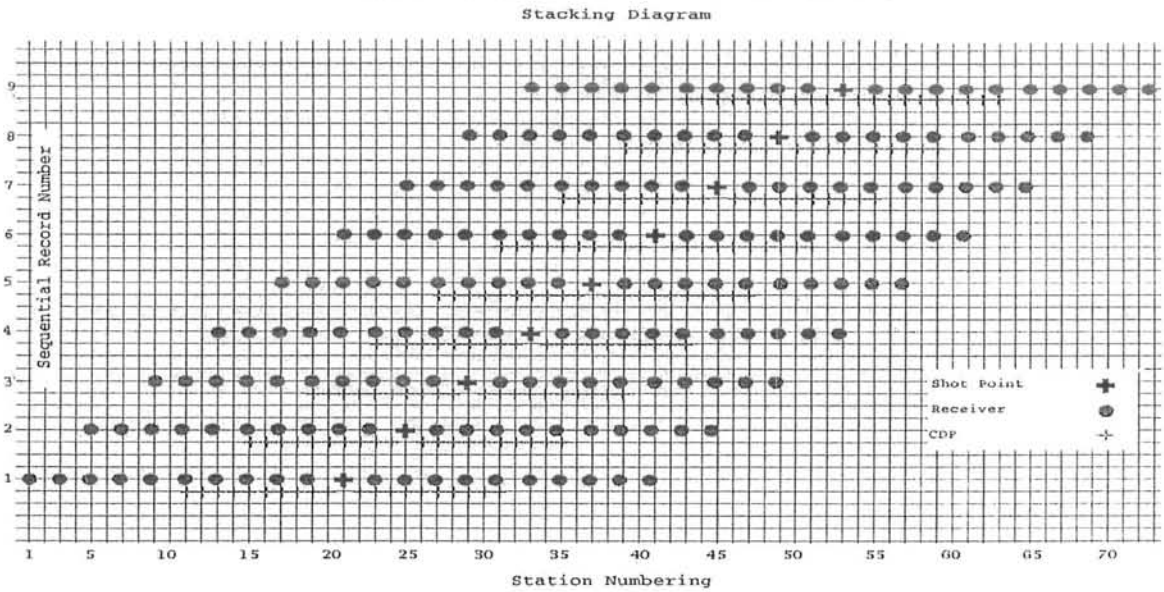 Stacking Diagram
9
8
7
6
5
4
3
2
1
Sequential Record Number
Shot Point
Receiver
CDP
1 5 10 15 20 25 30 35 40 45 50 55 60 65 70
Station Numbering